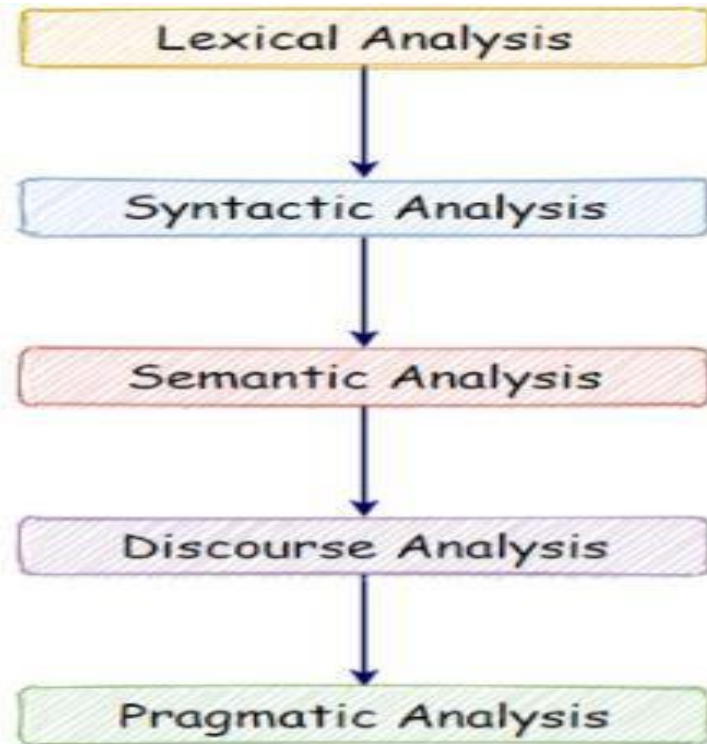 Lexical Analysis
Syntactic Analysis
Semantic Analysis
Discourse Analysis
Pragmatic Analysis